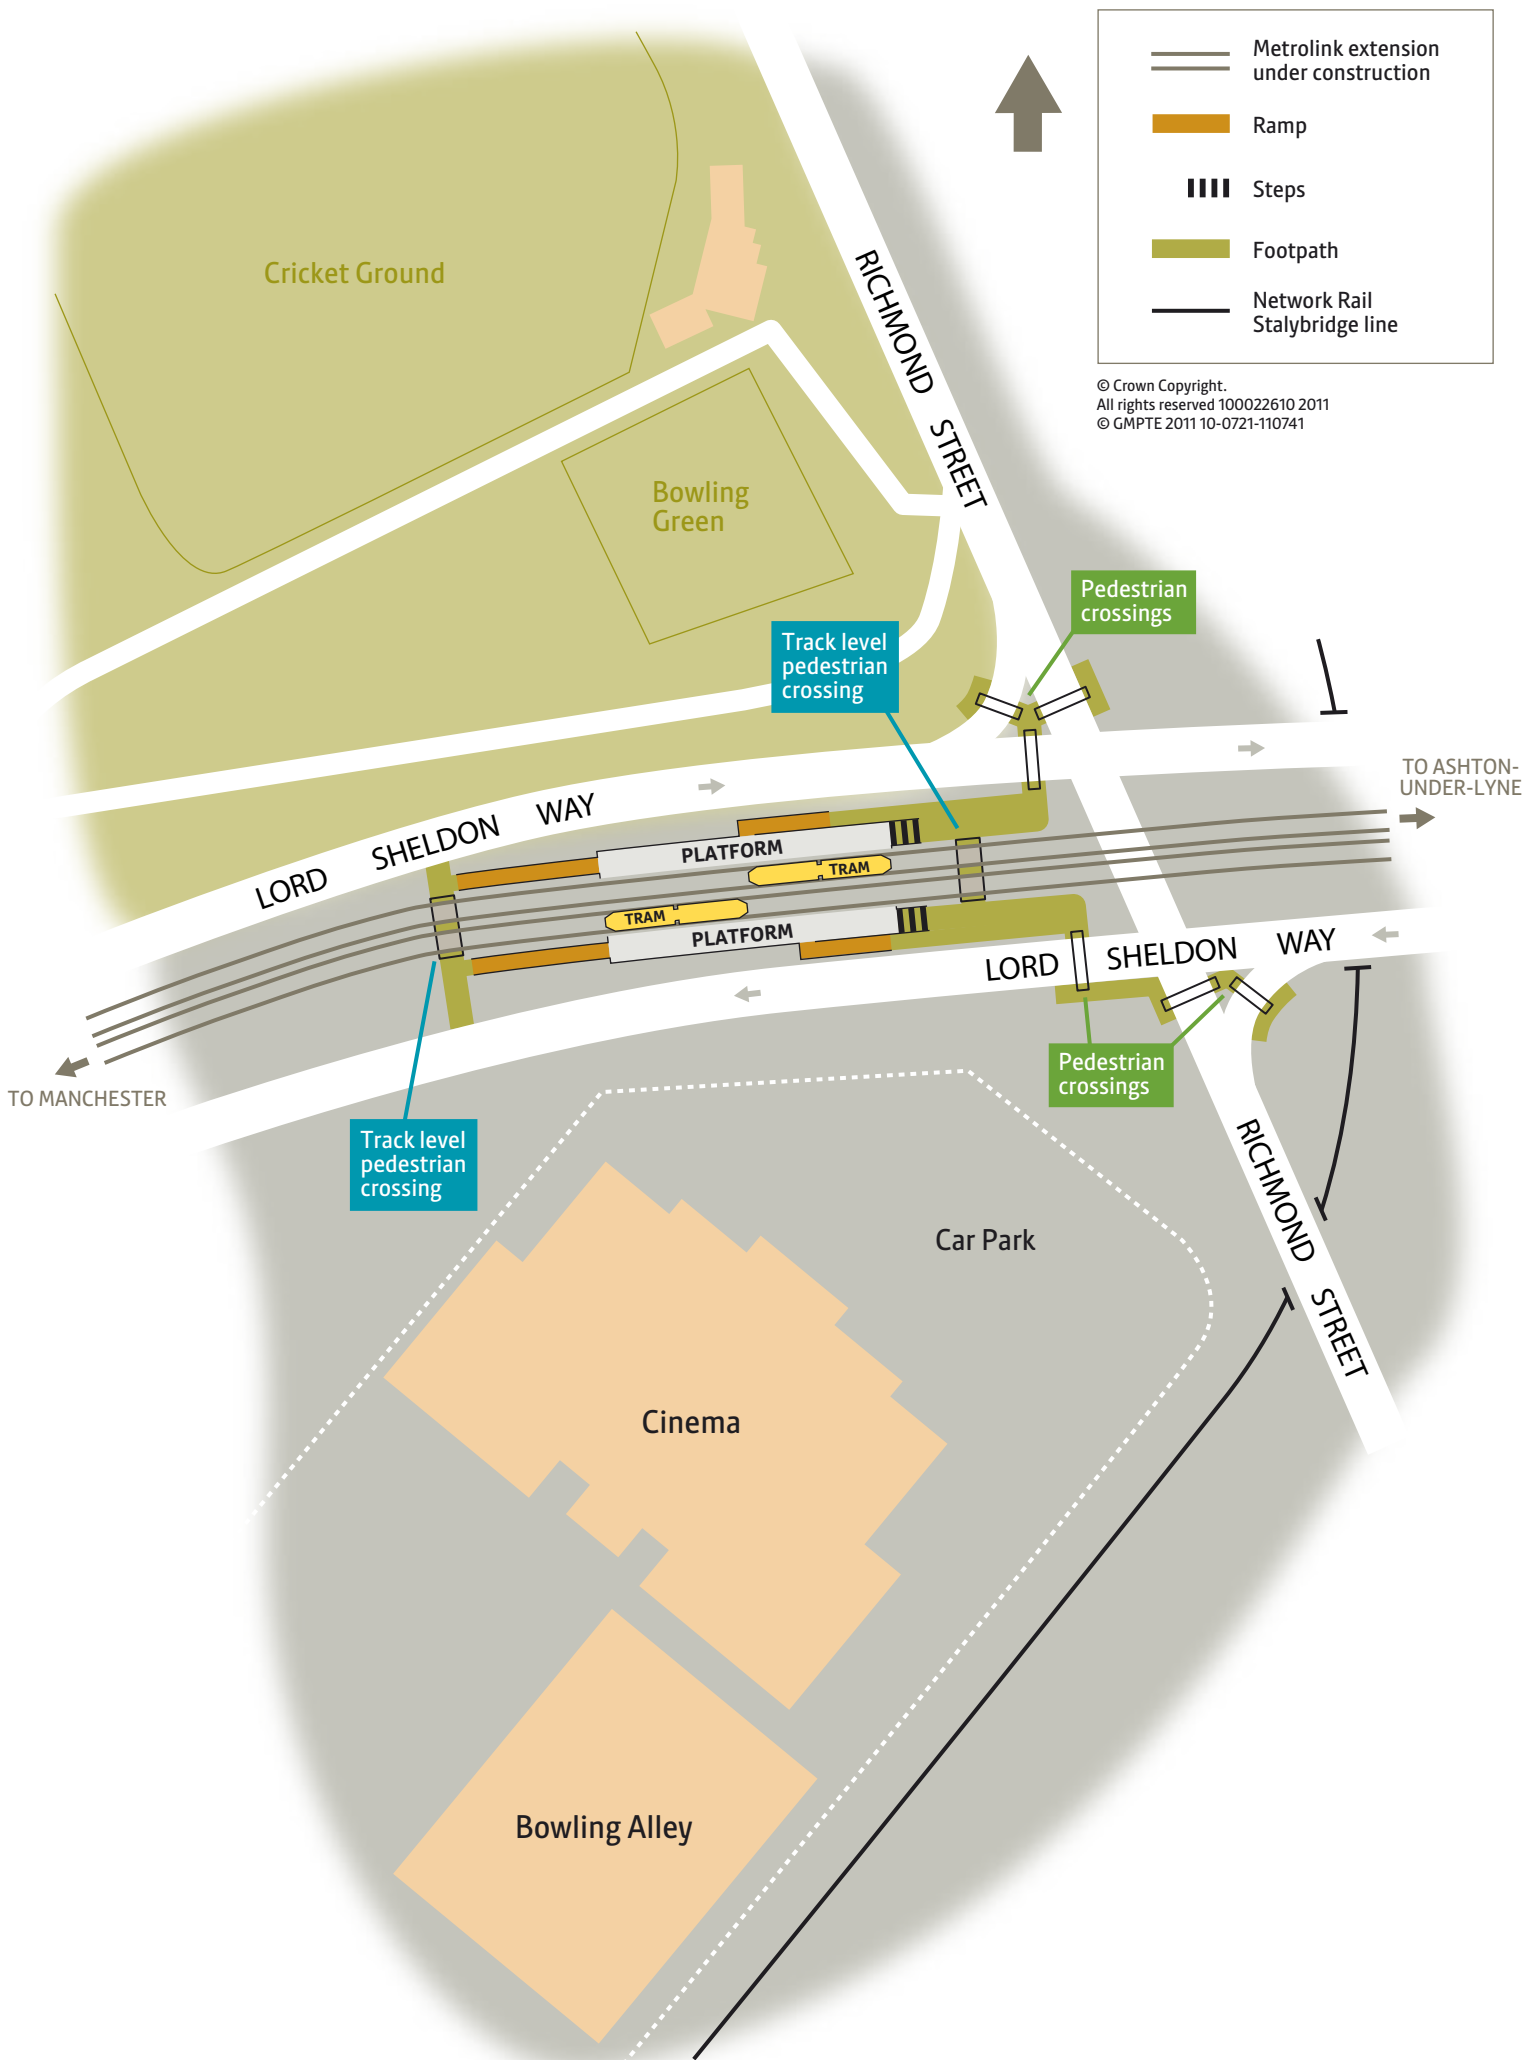 Metrolink extension
under construction
Ramp
Steps
Footpath
Network Rail
Stalybridge line
© Crown Copyright.
All rights reserved 100022610 2011
© GMPTE 2011 10-0721-110741
Cricket Ground
RICHMOND STREET
Bowling
Green
Pedestrian
crossings
Track level
pedestrian
crossing
TO ASHTON-
UNDER-LYNE
LORD SHELDON WAY
PLATFORM
TRAM
TRAM
PLATFORM
LORD SHELDON WAY
TO MANCHESTER
Pedestrian
crossings
Track level
pedestrian
crossing
RICHMOND STREET
Car Park
Cinema
Bowling Alley